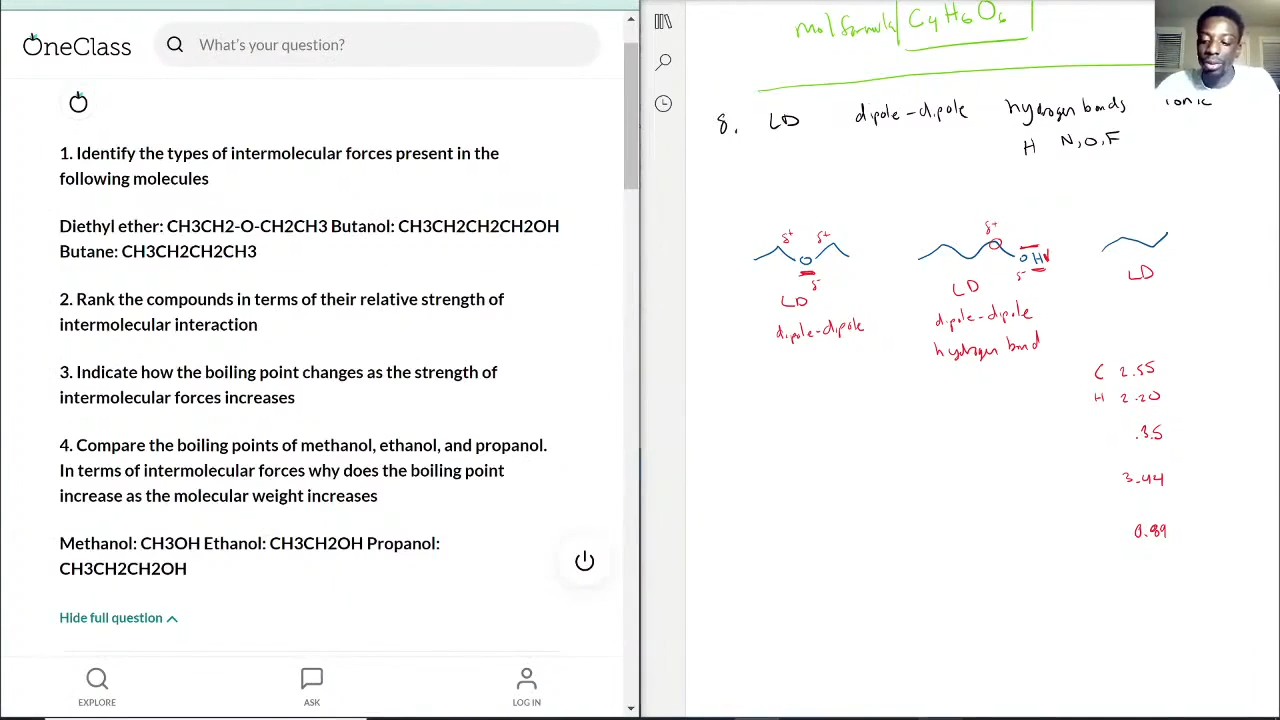 OneClass
What's your question?
1. Identify the types of intermolecular forces present in the
following molecules
Diethyl ether: CH3CH2-O-CH2CH3 Butanol: CH3CH2CH2CH2OH
Butane: CH3CH2CH2CH3
2. Rank the compounds in terms of their relative strength of
intermolecular interaction
3. Indicate how the boiling point changes as the strength of
intermolecular forces increases
4. Compare the boiling points of methanol, ethanol, and propanol.
In terms of intermolecular forces why does the boiling point
increase as the molecular weight increases
Methanol: CH3OH Ethanol: CH3CH2OH Propanol:
CH3CH2CH2OH
Hide full question
EXPLORE
ASK
LOG IN
mol formula C4H6O6
8. LD dipole-dipole hydrogen bonds ionic
H N,O,F
δ+ δ+ δ+
O OH
δ- δ-
LD LD LD
dipole-dipole dipole-dipole
hydrogen bond
C 2.55
H 2.20
.35
3.44
0.89